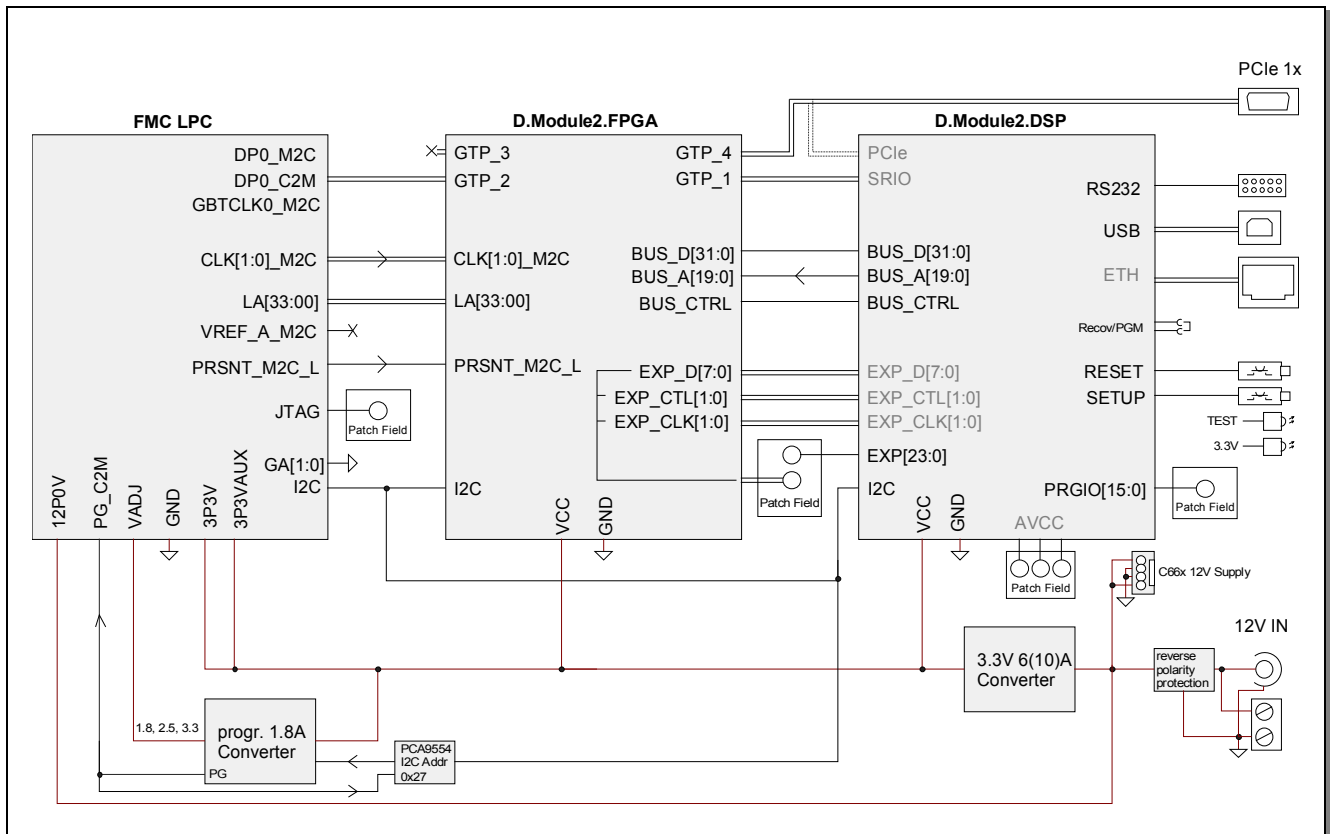 PCIe 1x
FMC LPC
D.Module2.FPGA
D.Module2.DSP
DP0_M2C
DP0_C2M
GBTCLK0_M2C
CLK[1:0]_M2C
LA[33:00]
VREF_A_M2C
PRSNT_M2C_L
JTAG
Patch Field
GA[1:0]
I2C
12P0V
PG_C2M
VADJ
GND
3P3V
3P3VAUX
GTP_3
GTP_2
CLK[1:0]_M2C
LA[33:00]
PRSNT_M2C_L
I2C
GTP_4
GTP_1
BUS_D[31:0]
BUS_A[19:0]
BUS_CTRL
EXP_D[7:0]
EXP_CTL[1:0]
EXP_CLK[1:0]
VCC
GND
Patch Field
PCIe
SRIO
BUS_D[31:0]
BUS_A[19:0]
BUS_CTRL
EXP_D[7:0]
EXP_CTL[1:0]
EXP_CLK[1:0]
EXP[23:0]
I2C
RS232
USB
ETH
Recov/PGM
RESET
SETUP
TEST
3.3V
PRGIO[15:0]
Patch Field
VCC
GND
AVCC
Patch Field
C66x 12V Supply
12V IN
3.3V 6(10)A
Converter
reverse
polarity
protection
1.8, 2.5, 3.3
progr. 1.8A
Converter
PG
PCA9554
I2C Addr
0x27